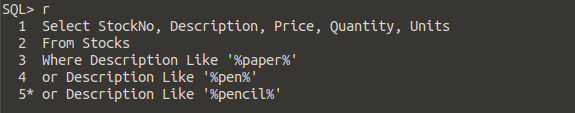 SQL> r
  1  Select StockNo, Description, Price, Quantity, Units
  2  From Stocks
  3  Where Description Like '%paper%'
  4  or Description Like '%pen%'
  5* or Description Like '%pencil%'